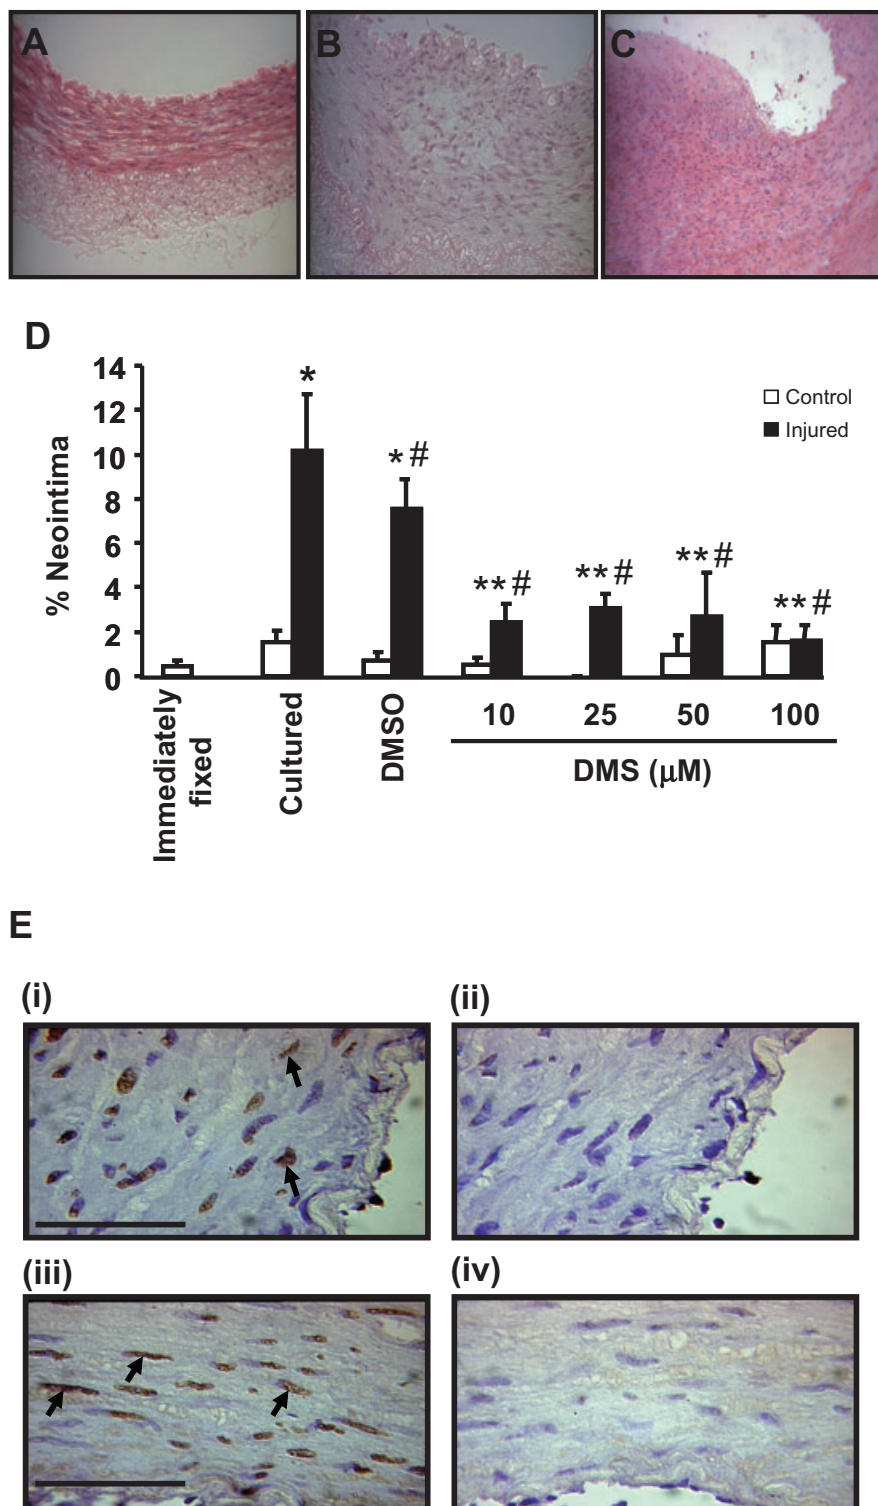 A B C
D
14
12
10
8
6
4
2
0
% Neointima
* *# **# **# **# **#
Control
Injured
Immediately
fixed
Cultured
DMSO
10 25 50 100
DMS (μM)
E
(i) (ii)
(iii) (iv)